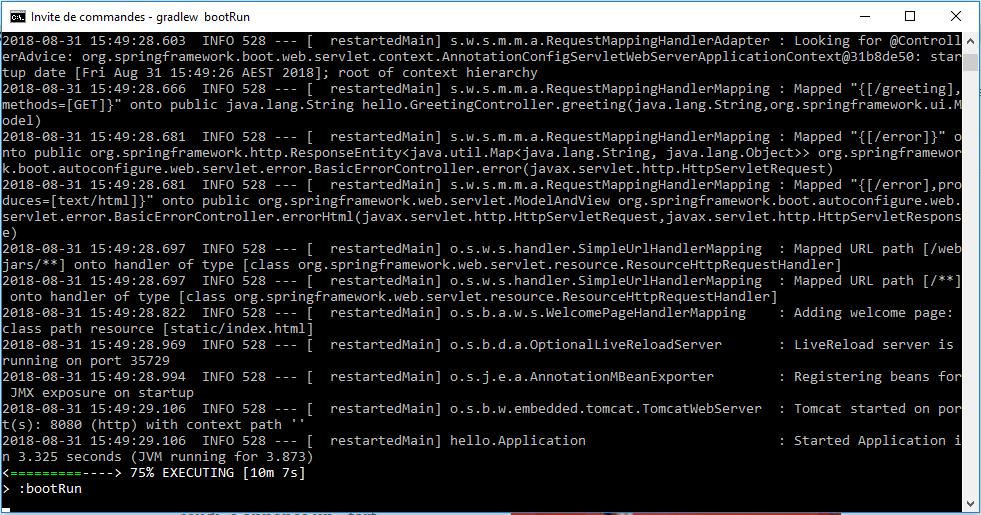 Invite de commandes - gradlew  bootRun
2018-08-31 15:49:28.603  INFO 528 --- [  restartedMain] s.w.s.m.m.a.RequestMappingHandlerAdapter : Looking for @Controll
erAdvice: org.springframework.boot.web.servlet.context.AnnotationConfigServletWebServerApplicationContext@31b8de50: star
tup date [Fri Aug 31 15:49:26 AEST 2018]; root of context hierarchy
2018-08-31 15:49:28.666  INFO 528 --- [  restartedMain] s.w.s.m.m.a.RequestMappingHandlerMapping : Mapped "{[/greeting],
methods=[GET]}" onto public java.lang.String hello.GreetingController.greeting(java.lang.String,org.springframework.ui.M
odel)
2018-08-31 15:49:28.681  INFO 528 --- [  restartedMain] s.w.s.m.m.a.RequestMappingHandlerMapping : Mapped "{[/error]}" o
nto public org.springframework.http.ResponseEntity<java.util.Map<java.lang.String, java.lang.Object>> org.springframewor
k.boot.autoconfigure.web.servlet.error.BasicErrorController.error(javax.servlet.http.HttpServletRequest)
2018-08-31 15:49:28.681  INFO 528 --- [  restartedMain] s.w.s.m.m.a.RequestMappingHandlerMapping : Mapped "{[/error],pro
duces=[text/html]}" onto public org.springframework.web.servlet.ModelAndView org.springframework.boot.autoconfigure.web.
servlet.error.BasicErrorController.errorHtml(javax.servlet.http.HttpServletRequest,javax.servlet.http.HttpServletRespons
e)
2018-08-31 15:49:28.697  INFO 528 --- [  restartedMain] o.s.w.s.handler.SimpleUrlHandlerMapping  : Mapped URL path [/web
jars/**] onto handler of type [class org.springframework.web.servlet.resource.ResourceHttpRequestHandler]
2018-08-31 15:49:28.697  INFO 528 --- [  restartedMain] o.s.w.s.handler.SimpleUrlHandlerMapping  : Mapped URL path [/**]
 onto handler of type [class org.springframework.web.servlet.resource.ResourceHttpRequestHandler]
2018-08-31 15:49:28.822  INFO 528 --- [  restartedMain] o.s.b.a.w.s.WelcomePageHandlerMapping    : Adding welcome page:
class path resource [static/index.html]
2018-08-31 15:49:28.969  INFO 528 --- [  restartedMain] o.s.b.d.a.OptionalLiveReloadServer       : LiveReload server is
running on port 35729
2018-08-31 15:49:28.994  INFO 528 --- [  restartedMain] o.s.j.e.a.AnnotationMBeanExporter        : Registering beans for
 JMX exposure on startup
2018-08-31 15:49:29.106  INFO 528 --- [  restartedMain] o.s.b.w.embedded.tomcat.TomcatWebServer  : Tomcat started on por
t(s): 8080 (http) with context path ''
2018-08-31 15:49:29.106  INFO 528 --- [  restartedMain] hello.Application                        : Started Application i
n 3.325 seconds (JVM running for 3.873)
<=========----> 75% EXECUTING [10m 7s]
> :bootRun